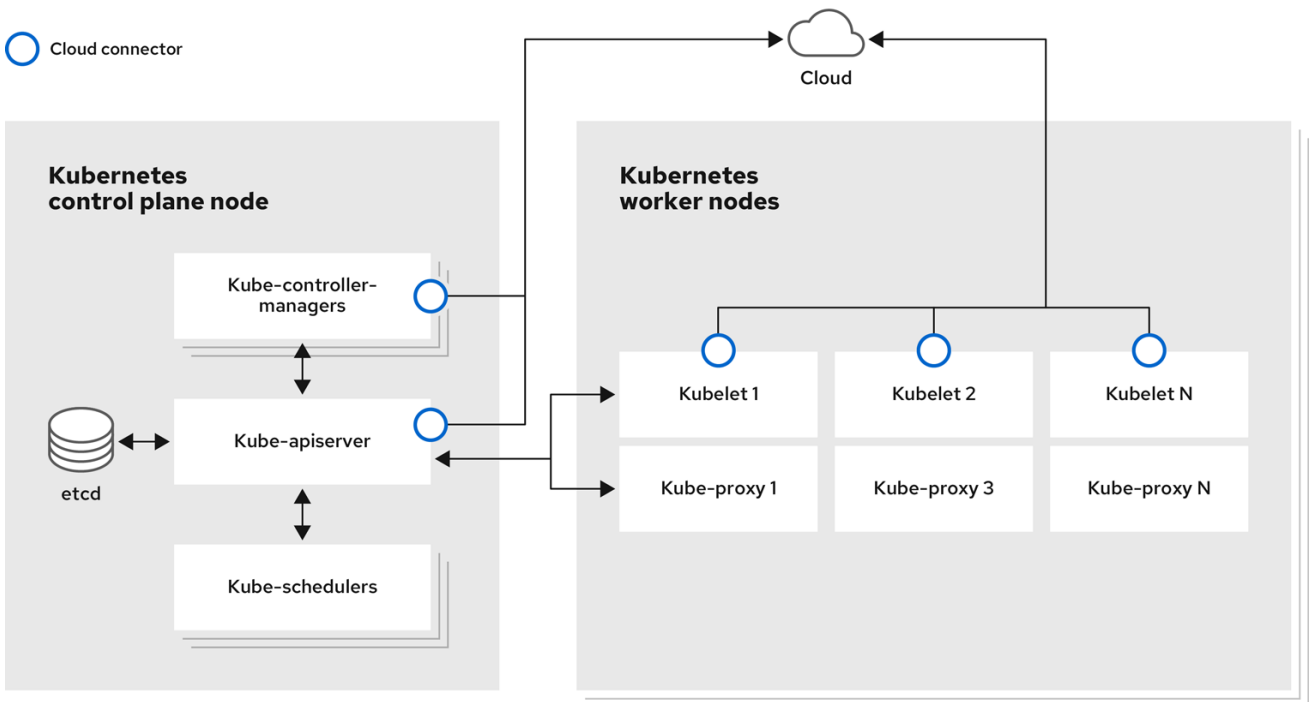 Cloud connector
Cloud
Kubernetes
control plane node
Kube-controller-
managers
Kube-apiserver
etcd
Kube-schedulers
Kubernetes
worker nodes
Kubelet 1
Kubelet 2
Kubelet N
Kube-proxy 1
Kube-proxy 3
Kube-proxy N